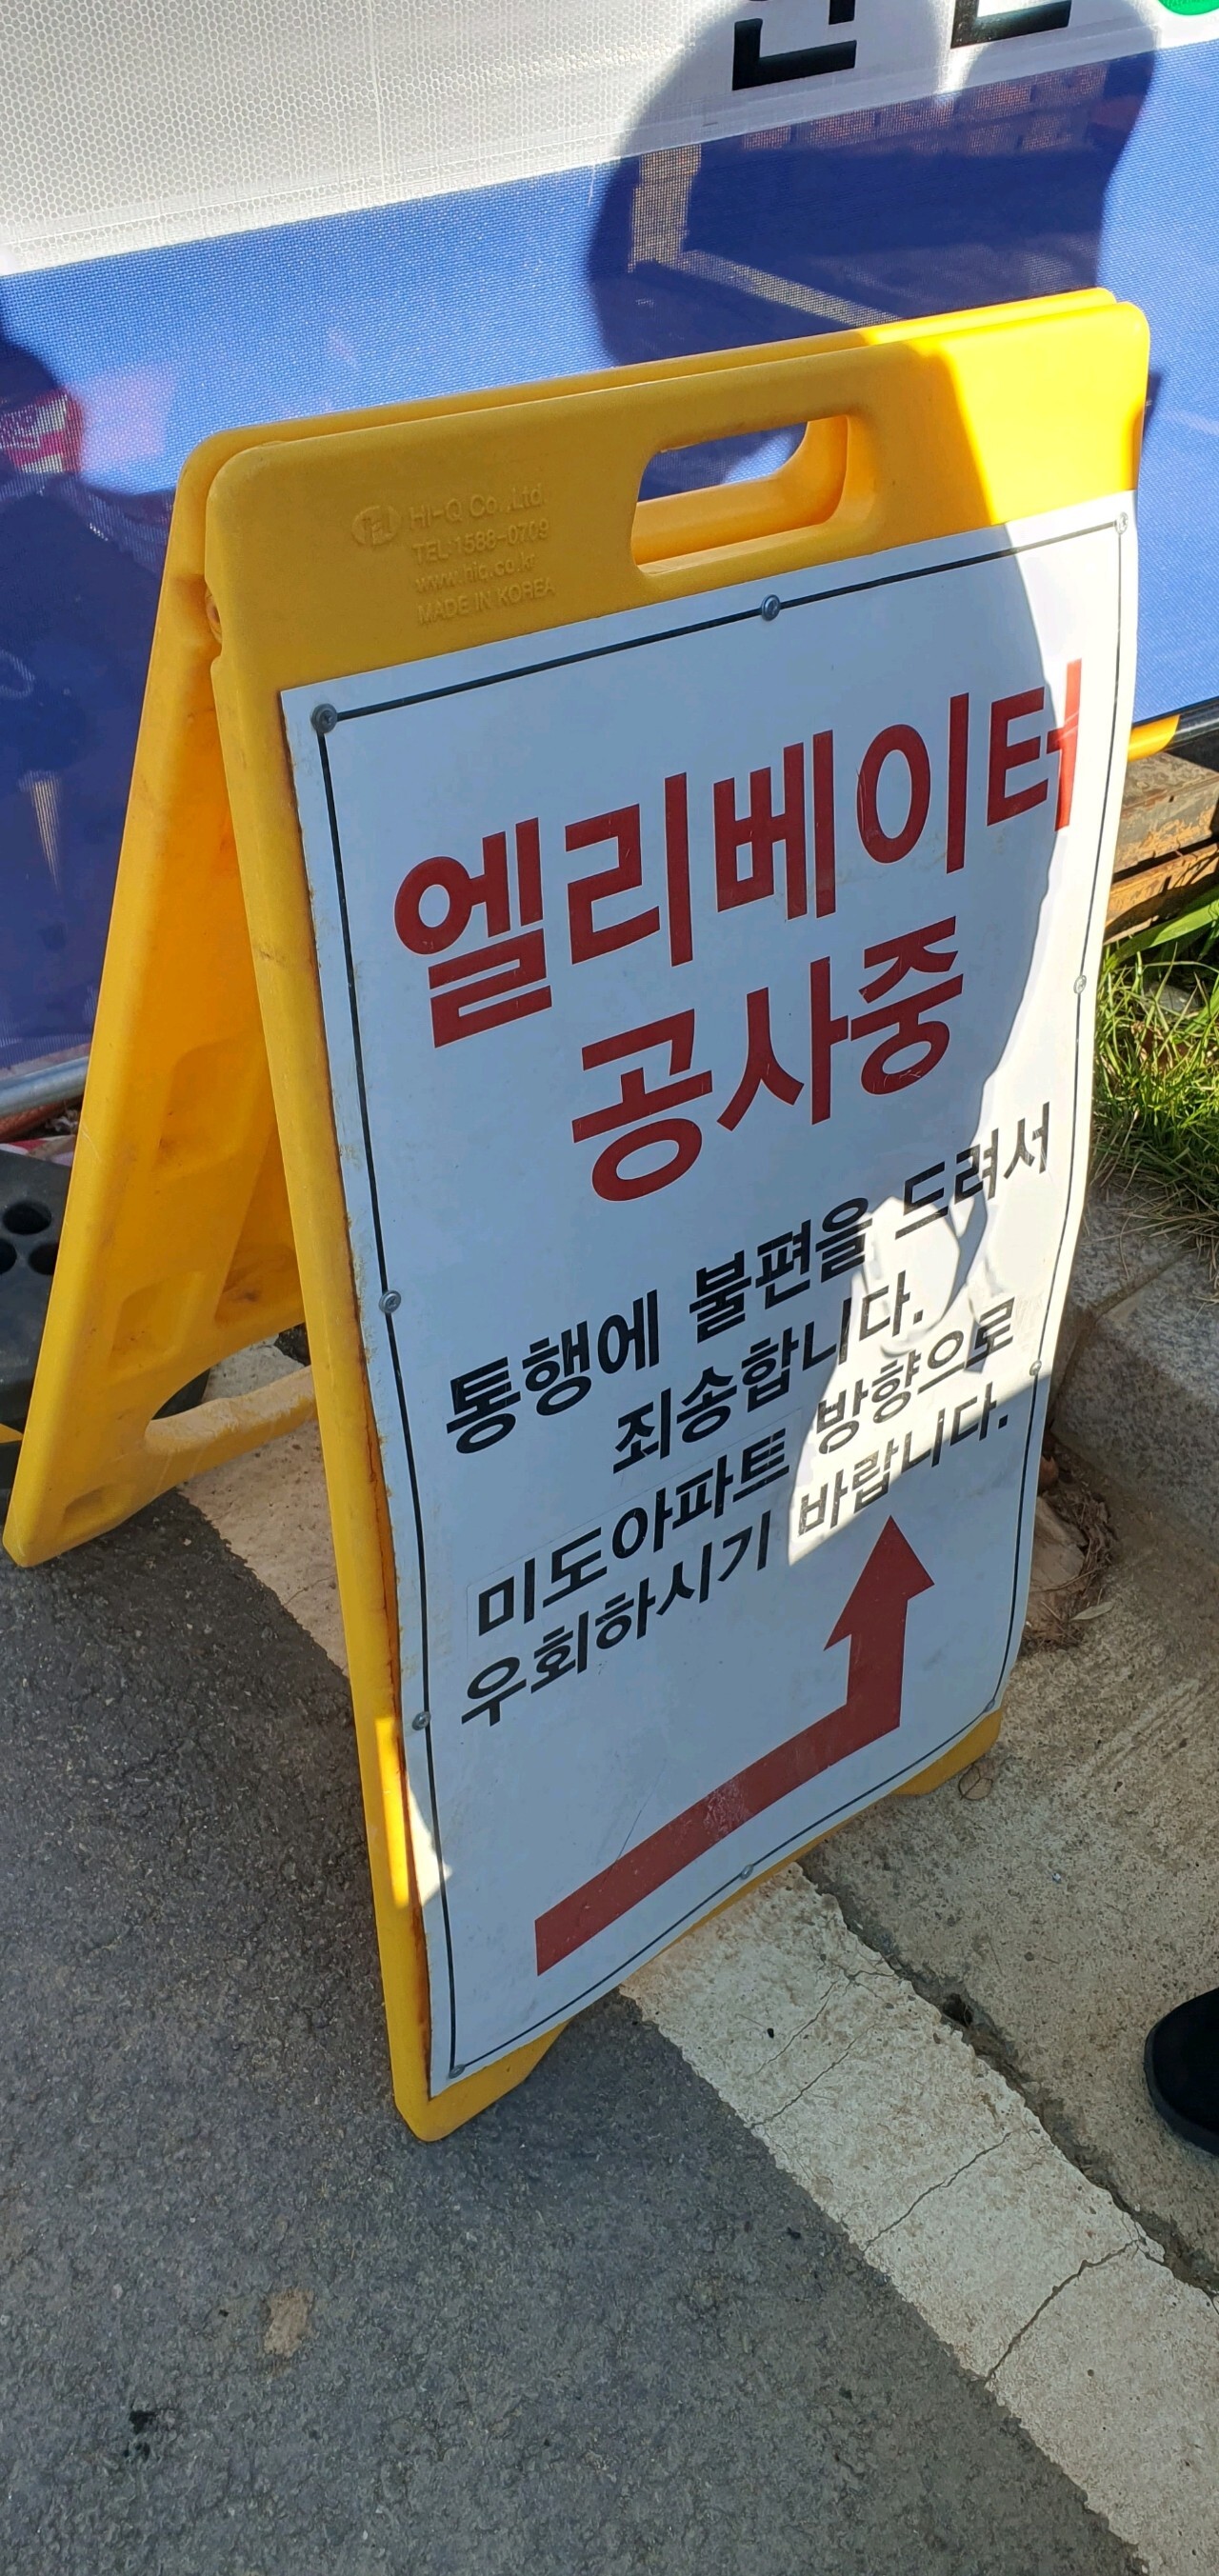 HI-Q Co.,Ltd.
TEL 1588-0709
www.hiq.co.kr
MADE IN KOREA
엘리베이터
공사중
통행에 불편을 드려서
죄송합니다.
미도아파트 방향으로
우회하시기 바랍니다.